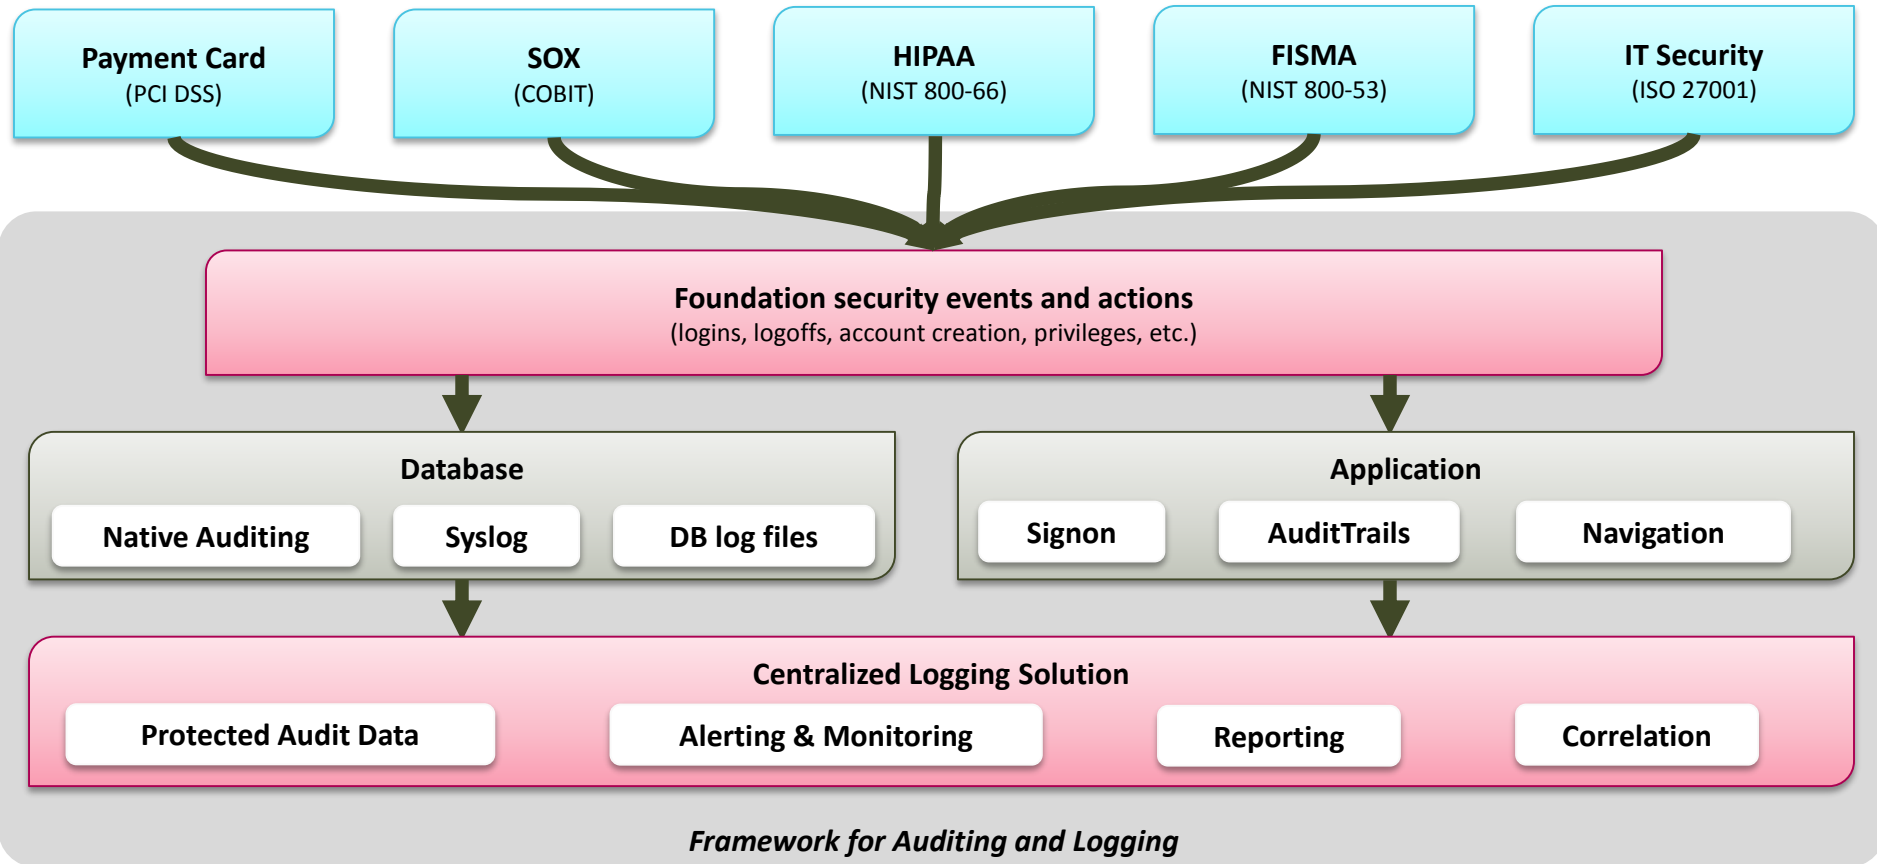 Payment Card
(PCI DSS)
SOX
(COBIT)
HIPAA
(NIST 800-66)
FISMA
(NIST 800-53)
IT Security
(ISO 27001)
Foundation security events and actions
(logins, logoffs, account creation, privileges, etc.)
Database
Native Auditing
Syslog
DB log files
Application
Signon
AuditTrails
Navigation
Centralized Logging Solution
Protected Audit Data
Alerting & Monitoring
Reporting
Correlation
Framework for Auditing and Logging